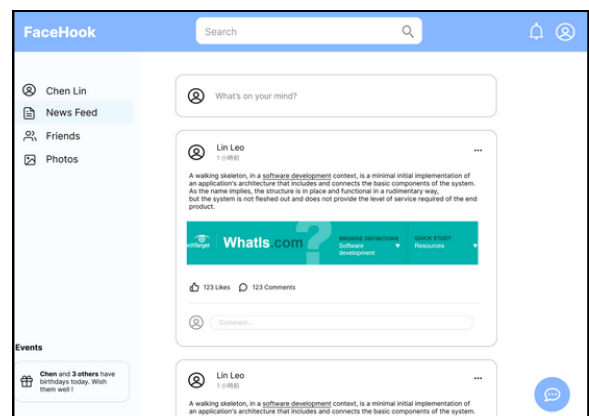 FaceHook
Search
Chen Lin
News Feed
Friends
Photos
What's on your mind?
Lin Leo
1 小時前
A walking skeleton, in a software development context, is a minimal initial implementation of
an application's architecture that includes and connects the basic components of the system.
As the name implies, the structure is in place and functional in a rudimentary way,
but the system is not fleshed out and does not provide the level of service required of the end
product.
WhatIs.com
BROWSE DEFINITIONS
Software
development
QUICK STUDY
Resources
123 Likes
123 Comments
Comment...
Events
Chen and 3 others have
birthdays today. Wish
them well !
Lin Leo
1 小時前
A walking skeleton, in a software development context, is a minimal initial implementation of
an application's architecture that includes and connects the basic components of the system.